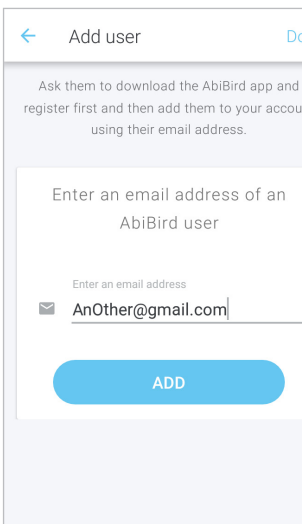 Add user
Ask them to download the AbiBird app and
register first and then add them to your
using their email address.
Enter an email address of an
AbiBird user
Enter an email address
AnOther@gmail.com
ADD